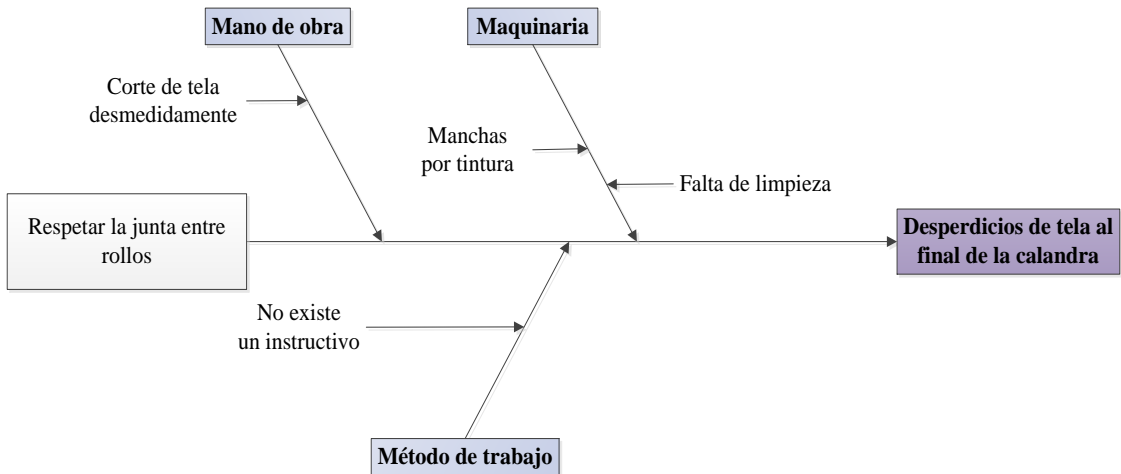 Mano de obra
Maquinaria
Corte de tela
desmedidamente
Manchas
por tintura
Falta de limpieza
Respetar la junta entre
rollos
Desperdicios de tela al
final de la calandra
No existe
un instructivo
Método de trabajo